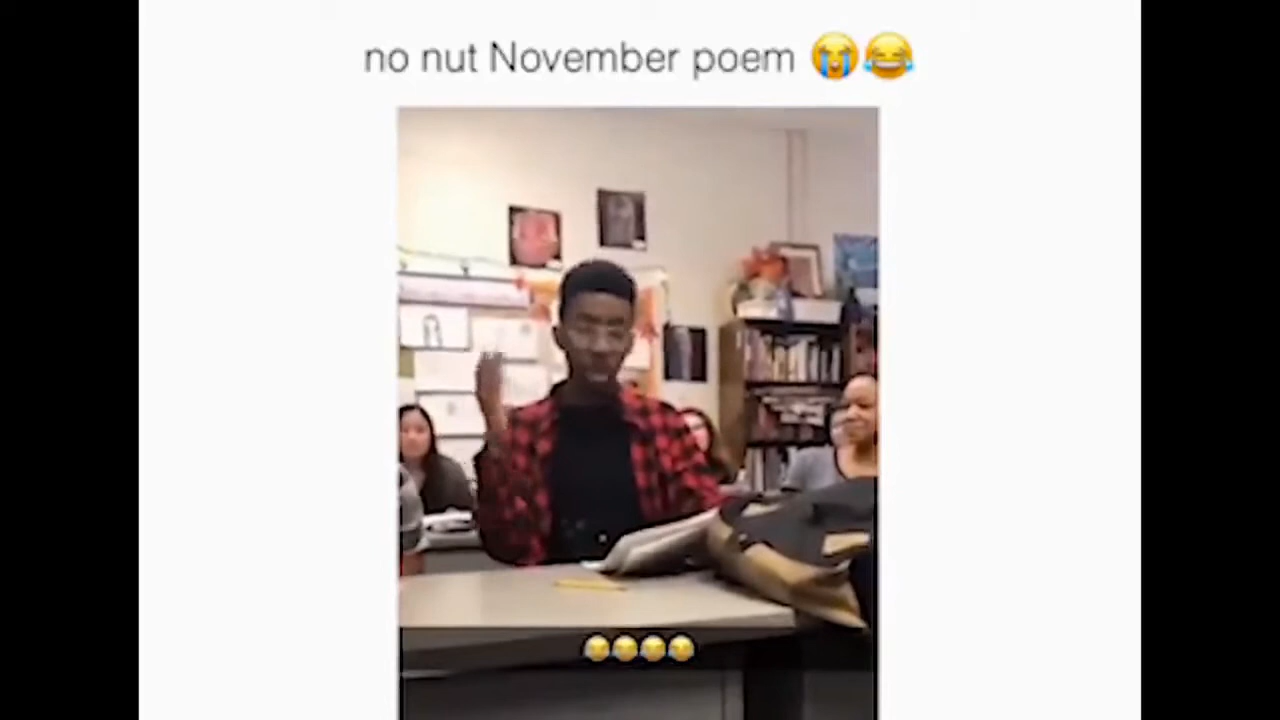 no nut November poem 😭😂
😂😂😂😂